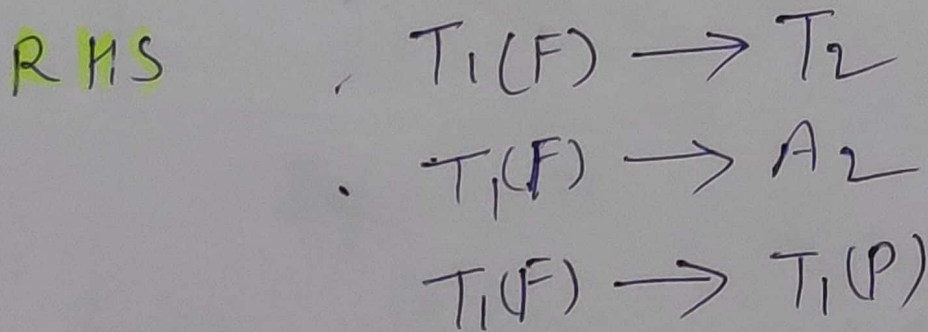 RHS . T1(F) → T2
. T1(F) → A2
T1(F) → T1(P)